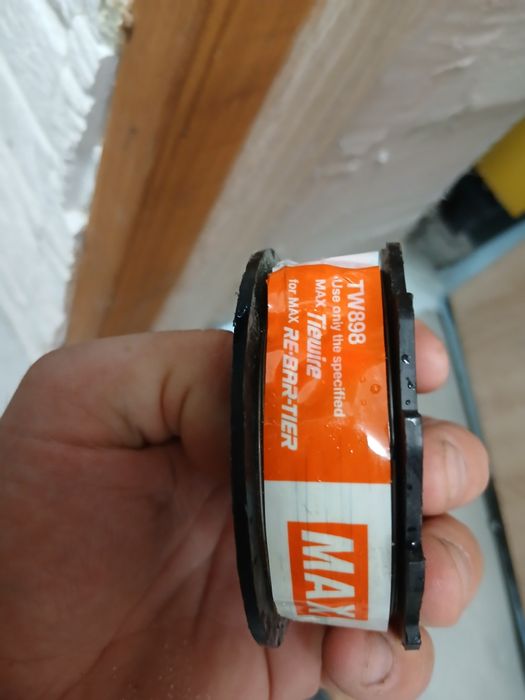 TW898
Use only the specified
MAX Tiewire
for MAX RE-BAR-TIER
MAX